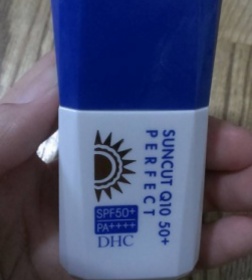 SUNCUT Q10 50+
PERFECT
SPF50+
PA++++
DHC